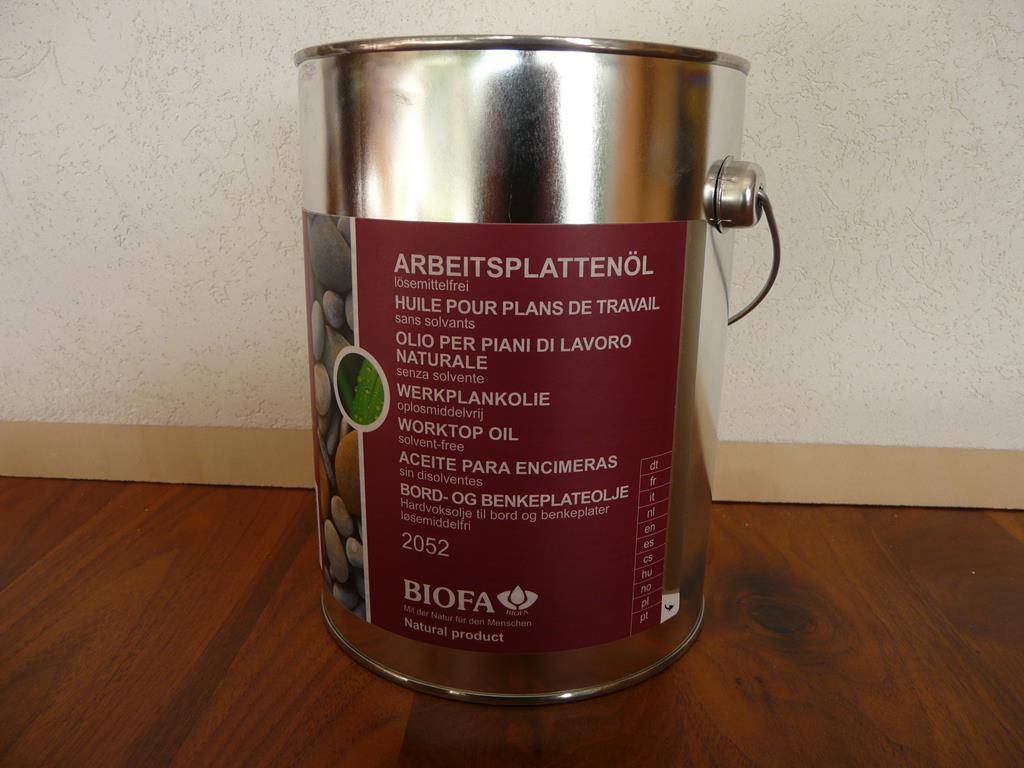 ARBEITSPLATTENÖL
lösemittelfrei
HUILE POUR PLANS DE TRAVAIL
sans solvants
OLIO PER PIANI DI LAVORO
NATURALE
senza solvente
WERKPLANKOLIE
oplosmiddelvrij
WORKTOP OIL
solvent-free
ACEITE PARA ENCIMERAS
sin disolventes
BORD- OG BENKEPLATEOLJE
Hardvoksolje til bord og benkeplater
løsemiddelfri
2052
BIOFA
BIOFA
Mit der Natur für den Menschen
Natural product
dt
fr
it
nl
en
es
cs
hu
no
pl
pt